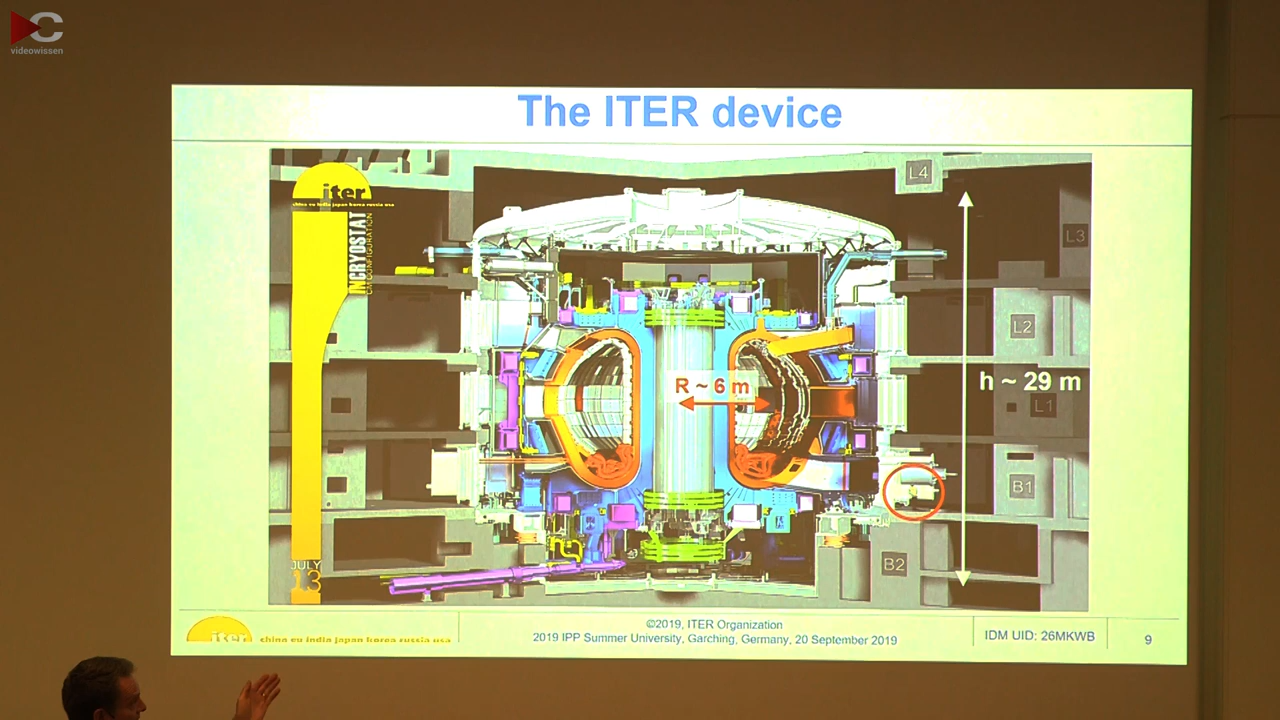 videowissen
The ITER device
iter
china eu india japan korea russia usa
INCRYOSTAT
L4
L3
L2
R ~ 6 m
h ~ 29 m
L1
B1
B2
JULY
13
iter
china eu india japan korea russia usa
©2019, ITER Organization
2019 IPP Summer University, Garching, Germany, 20 September 2019
IDM UID: 26MKWB
9